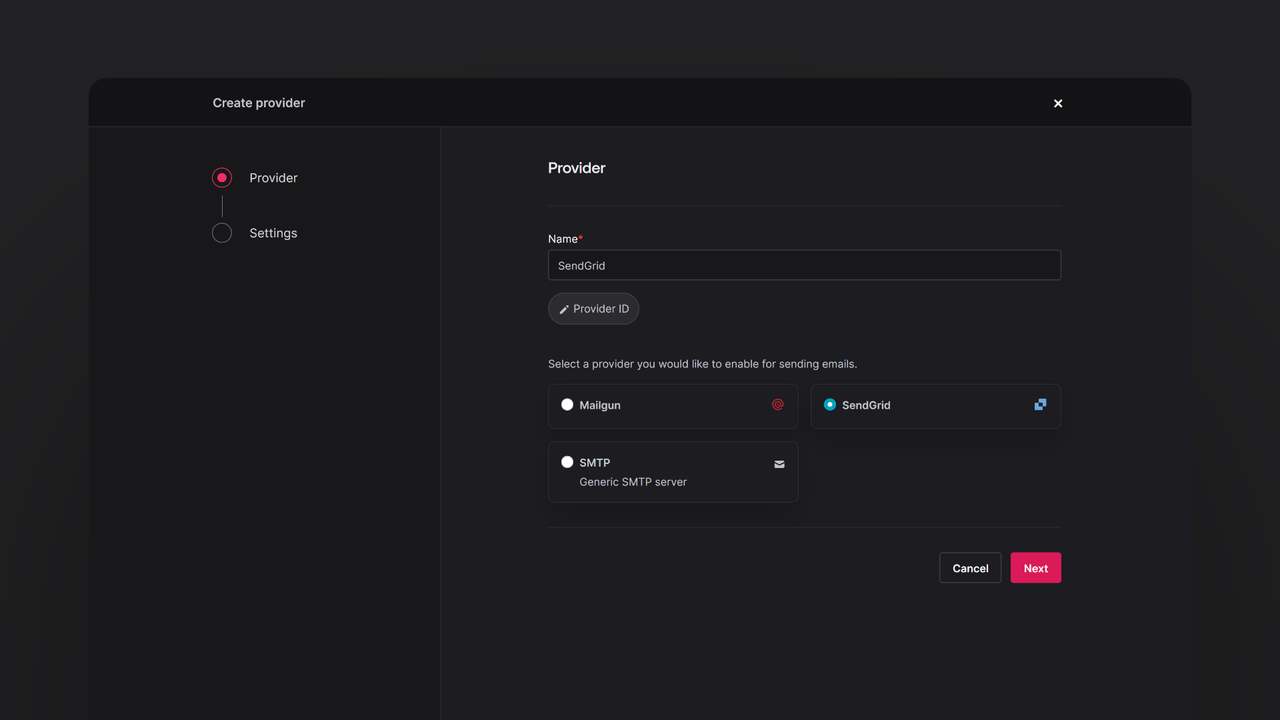 Create provider
Provider
Settings
Provider
Name*
SendGrid
Provider ID
Select a provider you would like to enable for sending emails.
Mailgun
SendGrid
SMTP
Generic SMTP server
Cancel
Next